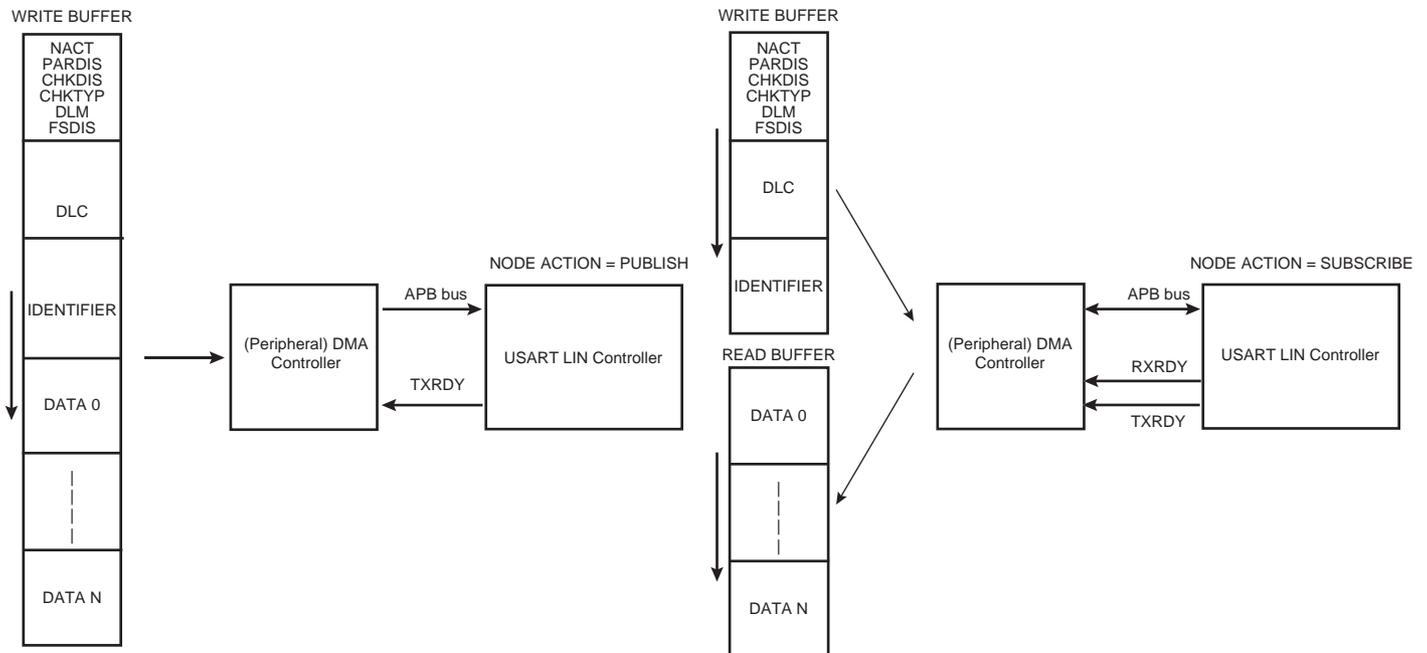 WRITE BUFFER
NACT
PARDIS
CHKDIS
CHKTYP
DLM
FSDIS
DLC
IDENTIFIER
DATA 0
DATA N
(Peripheral) DMA
Controller
APB bus
TXRDY
NODE ACTION = PUBLISH
USART LIN Controller
WRITE BUFFER
NACT
PARDIS
CHKDIS
CHKTYP
DLM
FSDIS
DLC
IDENTIFIER
READ BUFFER
DATA 0
DATA N
(Peripheral) DMA
Controller
APB bus
RXRDY
TXRDY
NODE ACTION = SUBSCRIBE
USART LIN Controller